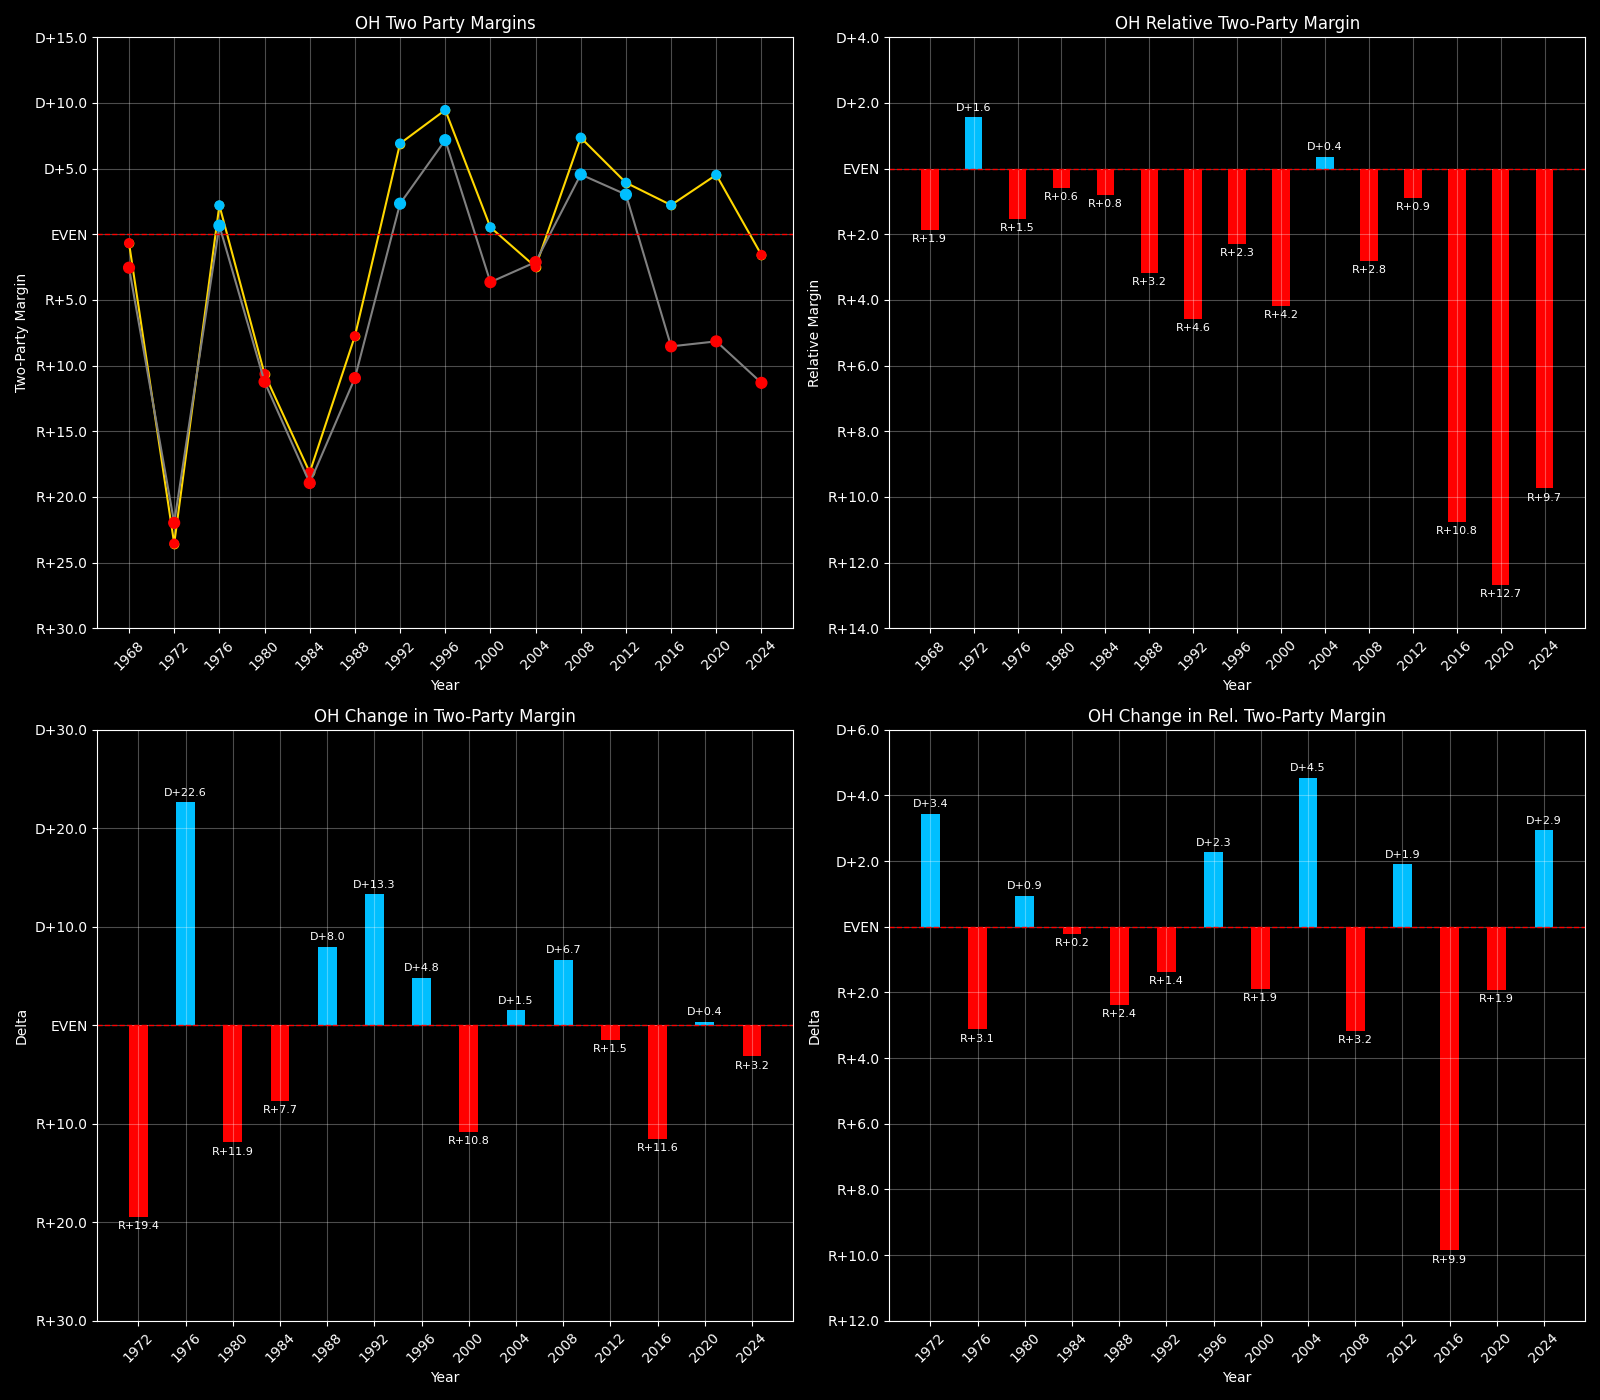 OH Two Party Margins
D+15.0
D+10.0
D+5.0
EVEN
R+5.0
R+10.0
R+15.0
R+20.0
R+25.0
R+30.0
Two-Party Margin
1968 1972 1976 1980 1984 1988 1992 1996 2000 2004 2008 2012 2016 2020 2024
Year
OH Relative Two-Party Margin
D+4.0
D+2.0
EVEN
R+2.0
R+4.0
R+6.0
R+8.0
R+10.0
R+12.0
R+14.0
Relative Margin
R+1.9
D+1.6
R+1.5
R+0.6
R+0.8
R+3.2
R+4.6
R+2.3
R+4.2
D+0.4
R+2.8
R+0.9
R+10.8
R+12.7
R+9.7
1968 1972 1976 1980 1984 1988 1992 1996 2000 2004 2008 2012 2016 2020 2024
Year
OH Change in Two-Party Margin
D+30.0
D+20.0
D+10.0
EVEN
R+10.0
R+20.0
R+30.0
Delta
R+19.4
D+22.6
R+11.9
R+7.7
D+8.0
D+13.3
D+4.8
R+10.8
D+1.5
D+6.7
R+1.5
R+11.6
D+0.4
R+3.2
1972 1976 1980 1984 1988 1992 1996 2000 2004 2008 2012 2016 2020 2024
Year
OH Change in Rel. Two-Party Margin
D+6.0
D+4.0
D+2.0
EVEN
R+2.0
R+4.0
R+6.0
R+8.0
R+10.0
R+12.0
Delta
D+3.4
R+3.1
D+0.9
R+0.2
R+2.4
R+1.4
D+2.3
R+1.9
D+4.5
R+3.2
D+1.9
R+9.9
R+1.9
D+2.9
1972 1976 1980 1984 1988 1992 1996 2000 2004 2008 2012 2016 2020 2024
Year